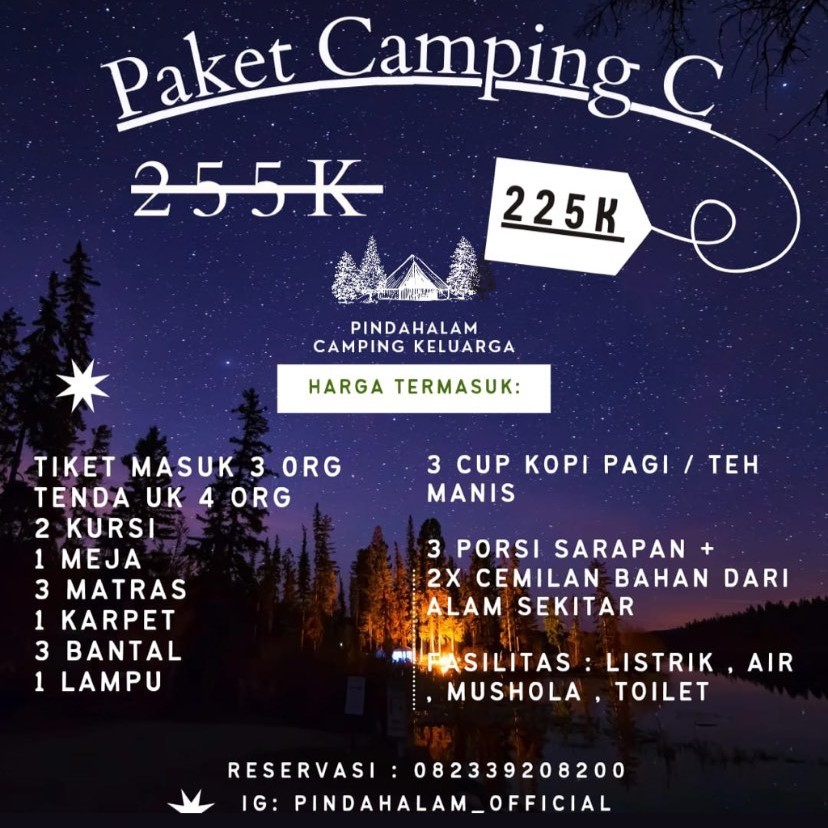 Paket Camping C
255K
225K
PINDAHALAM
CAMPING KELUARGA
HARGA TERMASUK:
TIKET MASUK 3 ORG
TENDA UK 4 ORG
2 KURSI
1 MEJA
3 MATRAS
1 KARPET
3 BANTAL
1 LAMPU
3 CUP KOPI PAGI / TEH
MANIS
3 PORSI SARAPAN +
2X CEMILAN BAHAN DARI
ALAM SEKITAR
FASILITAS : LISTRIK , AIR
, MUSHOLA , TOILET
RESERVASI : 082339208200
IG: PINDAHALAM_OFFICIAL